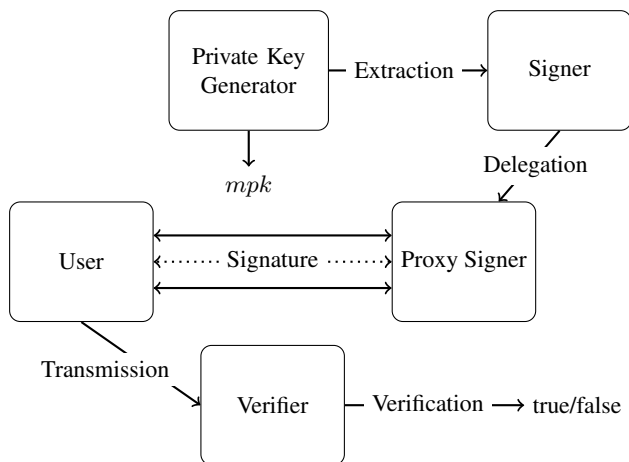 Private Key
Generator
Extraction
Signer
Delegation
mpk
User
Signature
Proxy Signer
Transmission
Verifier
Verification
true/false